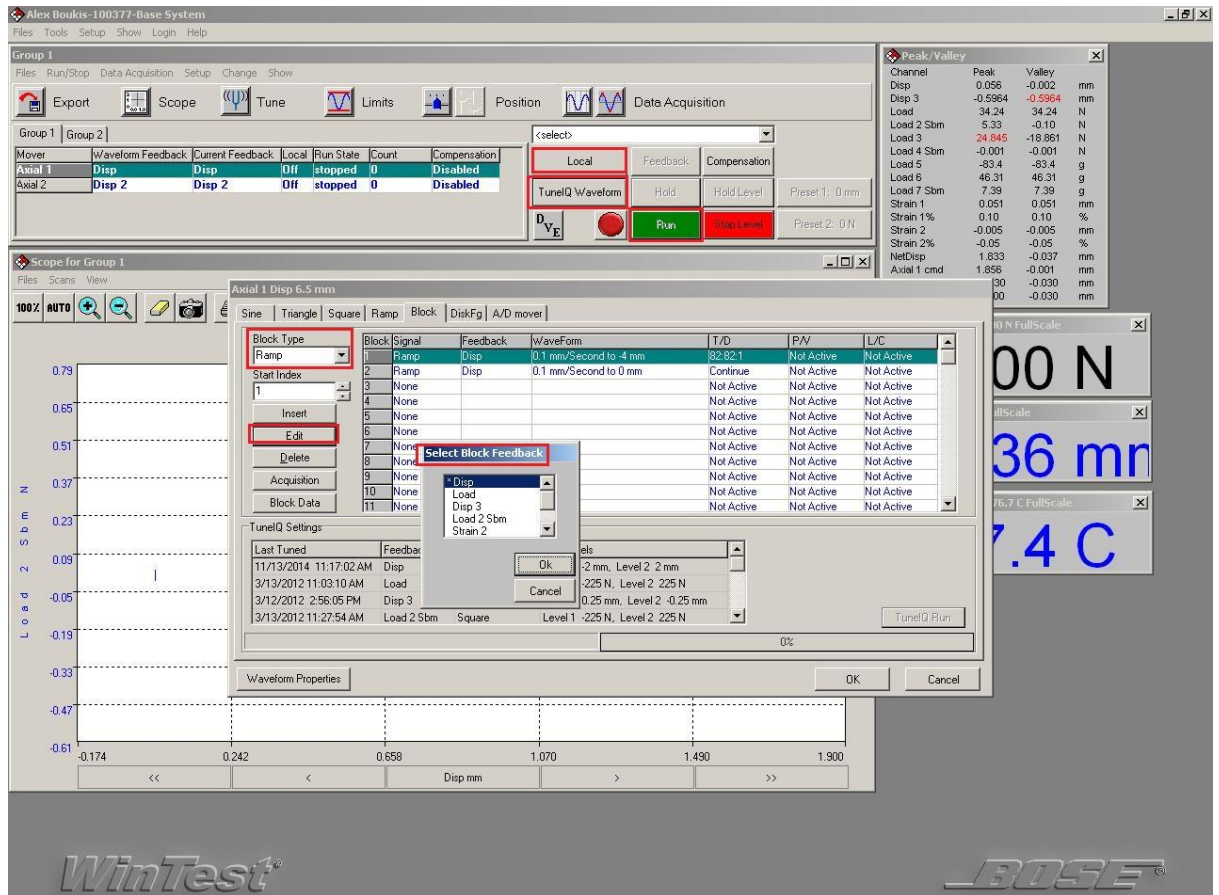 Alex Boukis-100377-Base System
Files Tools Setup Show Login Help
Group 1
Files Run/Stop Data Acquisition Setup Change Show
Export Scope Tune Limits Position Data Acquisition
Group 1 Group 2
<select>
Mover Waveform Feedback Current Feedback Local Run State Count Compensation
Axial 1 Disp Disp Off stopped 0 Disabled
Axial 2 Disp 2 Disp 2 Off stopped 0 Disabled
Local Feedback Compensation
TuneIQ Waveform Hold Hold Level Preset 1: 0 mm
DVE Run Stop Level Preset 2: 0 N
Peak/Valley
Channel Peak Valley
Disp 0.056 -0.002 mm
Disp 3 -0.5964 -0.5964 mm
Load 34.24 34.24 N
Load 2 Sbm 5.33 -0.10 N
Load 3 24.845 -18.861 N
Load 4 Sbm -0.001 -0.001 N
Load 5 -83.4 -83.4 g
Load 6 46.31 46.31 g
Load 7 Sbm 7.39 7.39 g
Strain 1 0.051 0.051 mm
Strain 1% 0.10 0.10 %
Strain 2 -0.005 -0.005 mm
Strain 2% -0.05 -0.05 %
NetDisp 1.833 -0.037 mm
Axial 1 cmd 1.856 -0.001 mm
30 -0.030 mm
00 -0.030 mm
Scope for Group 1
Files Scans View
100% AUTO
Axial 1 Disp 6.5 mm
Sine Triangle Square Ramp Block DiskFg A/D mover
Block Type
Ramp
Start Index
1
Insert
Edit
Delete
Acquisition
Block Data
Block Signal Feedback WaveForm T/D P/V L/C
1 Ramp Disp 0.1 mm/Second to -4 mm 82:82:1 Not Active Not Active
2 Ramp Disp 0.1 mm/Second to 0 mm Continue Not Active Not Active
3 None Not Active Not Active Not Active
4 None Not Active Not Active Not Active
5 None Not Active Not Active Not Active
6 None Not Active Not Active Not Active
7 None Not Active Not Active Not Active
8 None Not Active Not Active Not Active
9 None Not Active Not Active Not Active
10 None Not Active Not Active Not Active
11 None Not Active Not Active Not Active
Select Block Feedback
* Disp
Load
Disp 3
Load 2 Sbm
Strain 2
Ok
Cancel
TuneIQ Settings
Last Tuned Feedbac els
11/13/2014 11:17:02 AM Disp -2 mm, Level 2 2 mm
3/13/2012 11:03:10 AM Load -225 N, Level 2 225 N
3/12/2012 2:56:05 PM Disp 3 0.25 mm, Level 2 -0.25 mm
3/13/2012 11:27:54 AM Load 2 Sbm Square Level 1 -225 N, Level 2 225 N
TuneIQ Run
0%
Waveform Properties OK Cancel
00 N FullScale
00 N
llScale
36 mm
76.7 C FullScale
7.4 C
Load 2 Sbm N
0.79
0.65
0.51
0.37
0.23
0.09
-0.05
-0.19
-0.33
-0.47
-0.61
-0.174 0.242 0.658 1.070 1.490 1.900
<< < Disp mm > >>
WinTest BOSE